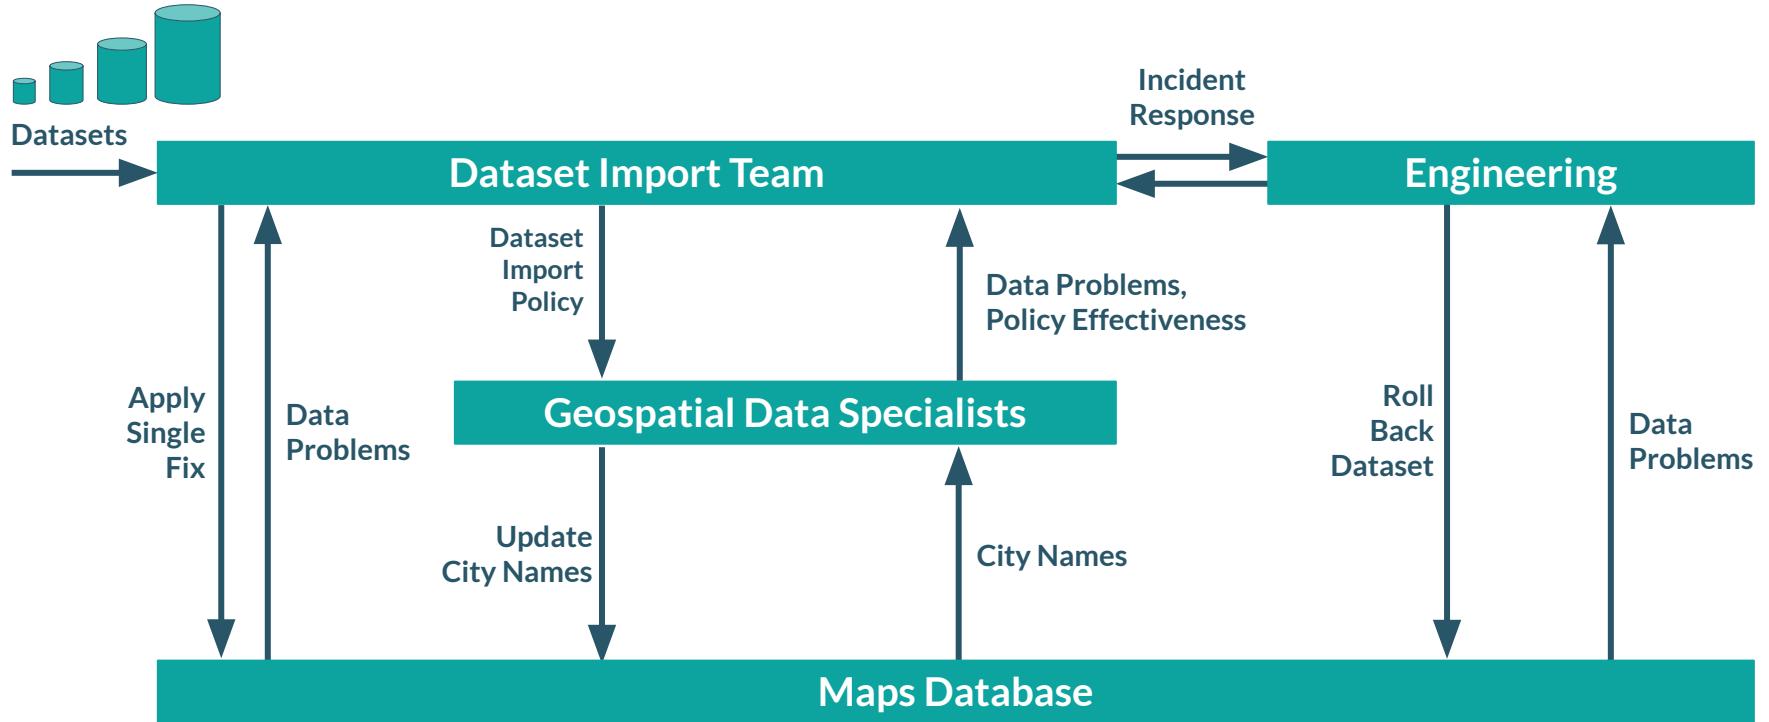 Datasets
Incident
Response
Dataset Import Team
Engineering
Dataset
Import
Policy
Data Problems,
Policy Effectiveness
Apply
Single
Fix
Data
Problems
Geospatial Data Specialists
Roll
Back
Dataset
Data
Problems
Update
City Names
City Names
Maps Database